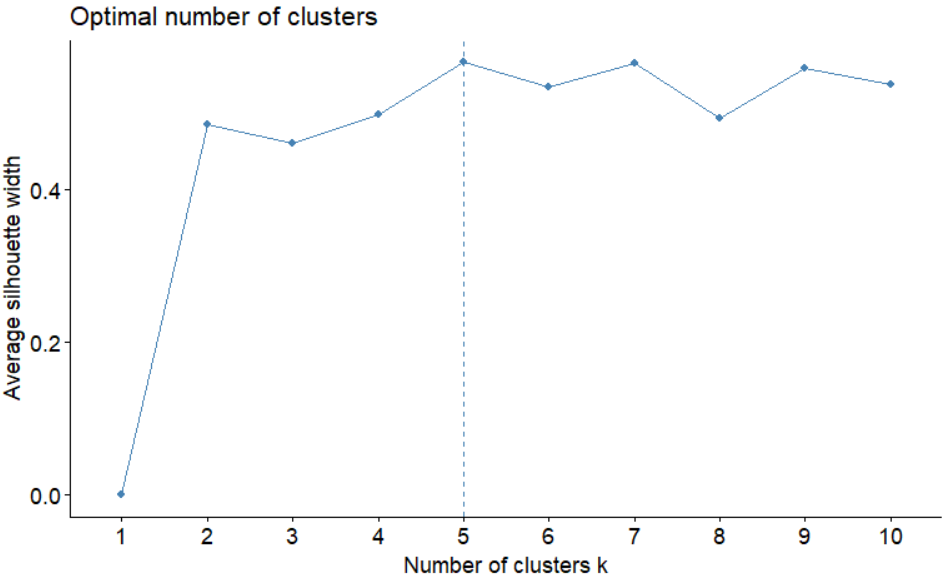 Optimal number of clusters
Average silhouette width
0.4
0.2
0.0
1 2 3 4 5 6 7 8 9 10
Number of clusters k